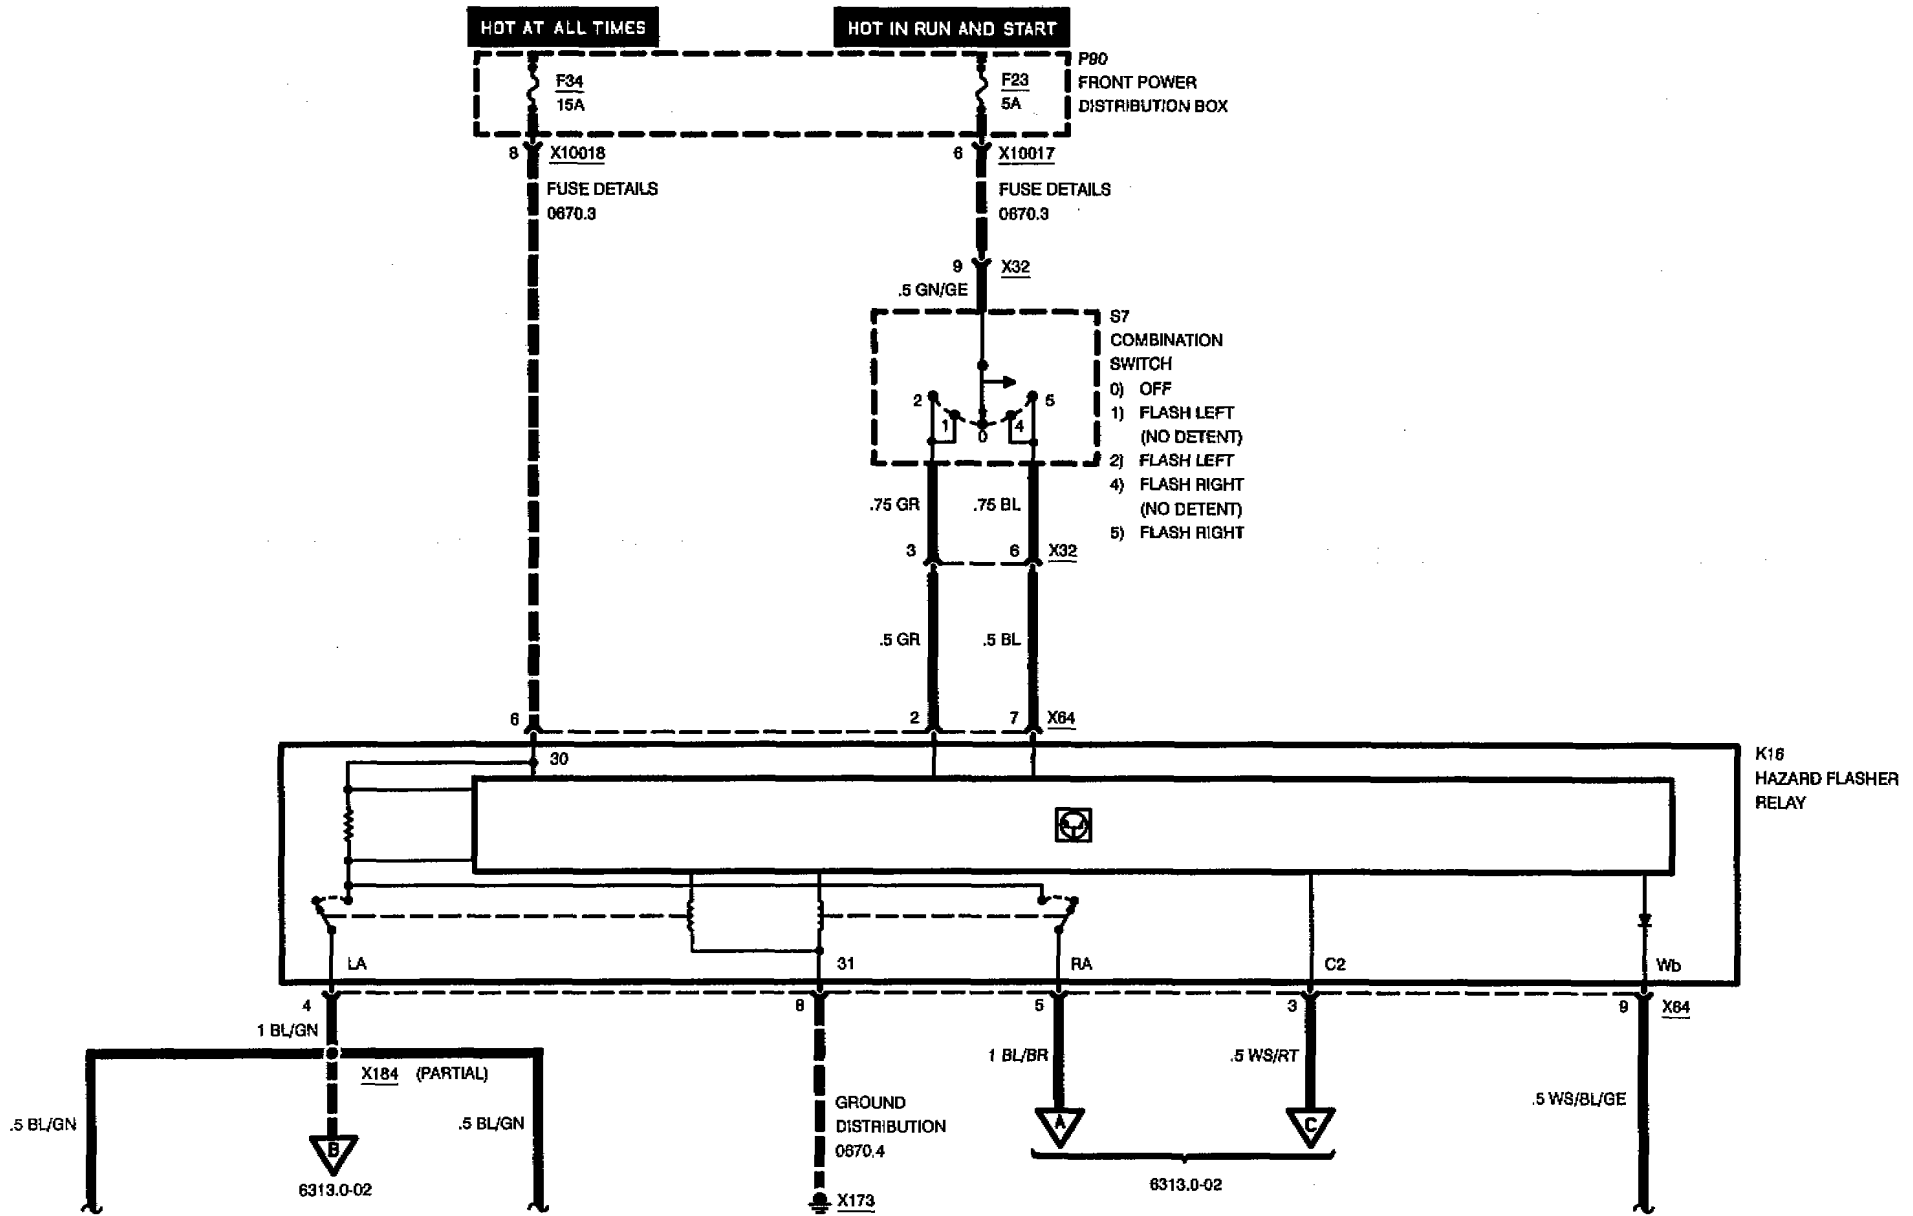 HOT AT ALL TIMES
HOT IN RUN AND START
F34
15A
F23
5A
P90
FRONT POWER
DISTRIBUTION BOX
8
X10018
6
X10017
FUSE DETAILS
0670.3
FUSE DETAILS
0670.3
9
X32
.5 GN/GE
S7
COMBINATION
SWITCH
0) OFF
1) FLASH LEFT
(NO DETENT)
2) FLASH LEFT
4) FLASH RIGHT
(NO DETENT)
5) FLASH RIGHT
2
1
0
4
5
.75 GR
.75 BL
3
6
X32
.5 GR
.5 BL
6
2
7
X64
30
K16
HAZARD FLASHER
RELAY
LA
31
RA
C2
Wb
4
8
5
3
9
X64
1 BL/GN
X184 (PARTIAL)
.5 BL/GN
.5 BL/GN
B
6313.0-02
GROUND
DISTRIBUTION
0670.4
X173
1 BL/BR
.5 WS/RT
A
C
6313.0-02
.5 WS/BL/GE